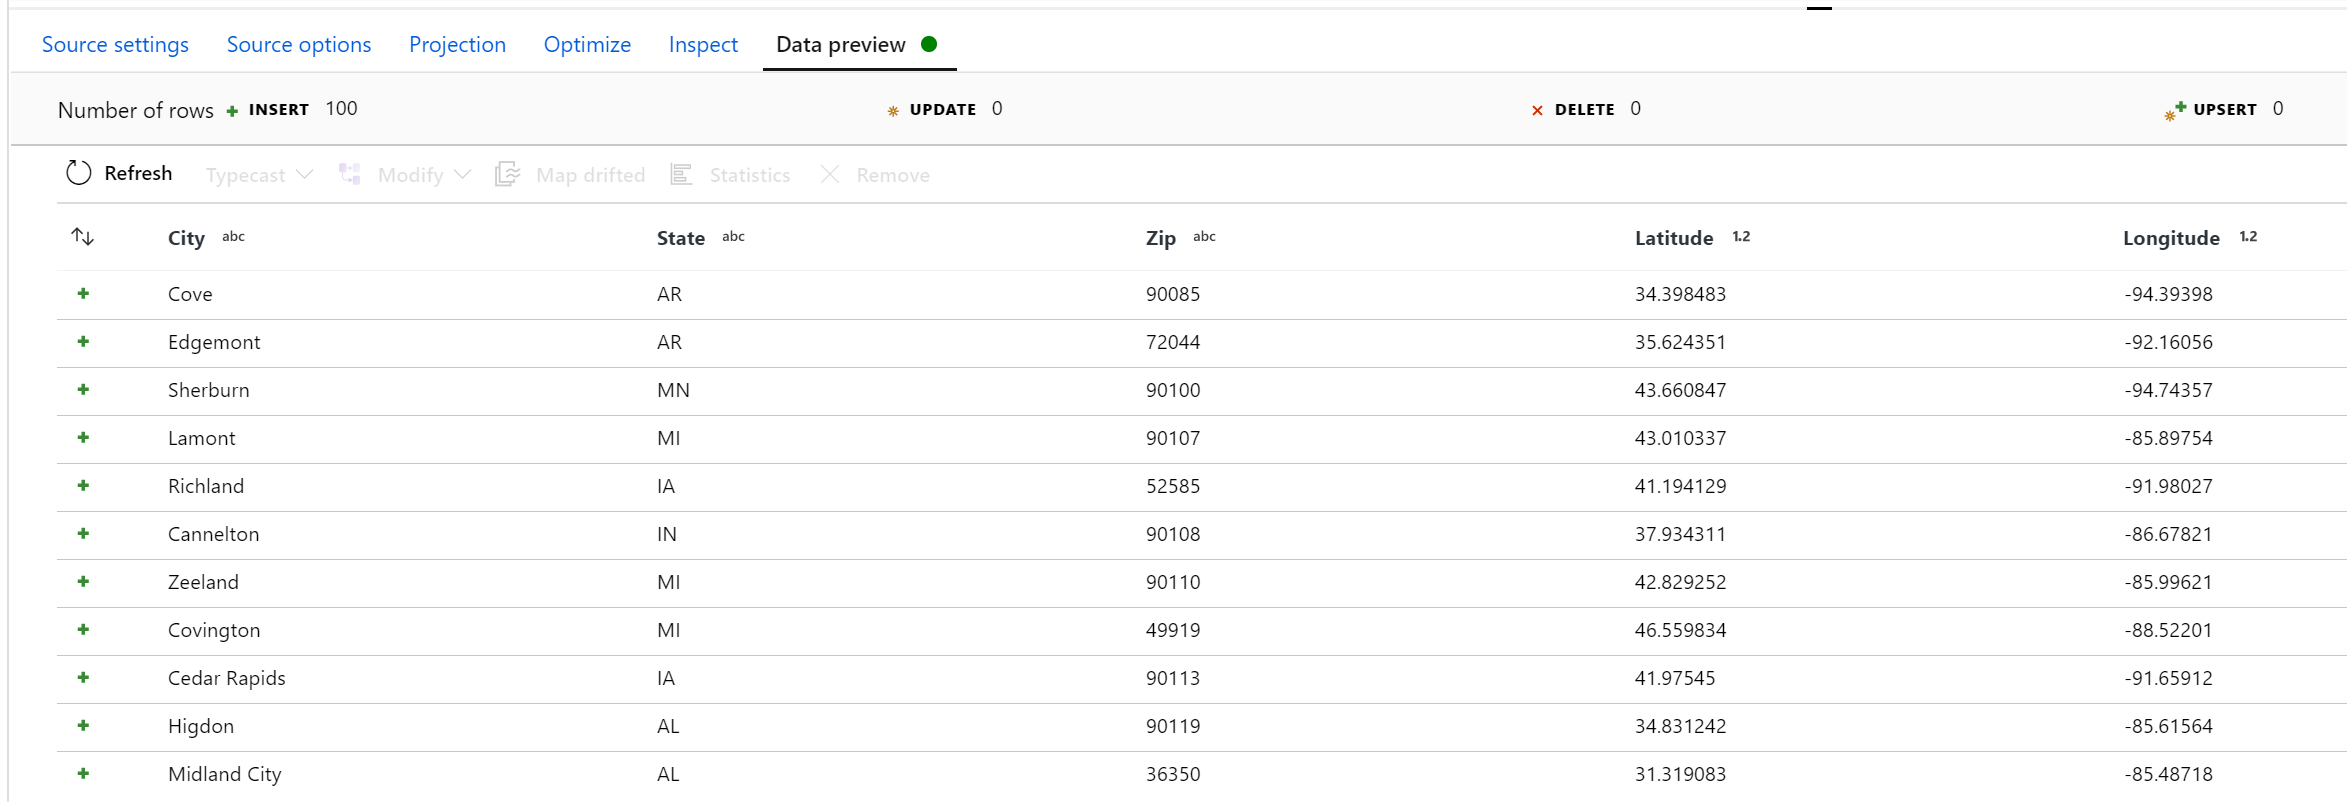 Source settings Source options Projection Optimize Inspect Data preview
Number of rows INSERT 100 UPDATE 0 DELETE 0 UPSERT 0
Refresh Typecast Modify Map drifted Statistics Remove
City abc State abc Zip abc Latitude 1.2 Longitude 1.2
Cove AR 90085 34.398483 -94.39398
Edgemont AR 72044 35.624351 -92.16056
Sherburn MN 90100 43.660847 -94.74357
Lamont MI 90107 43.010337 -85.89754
Richland IA 52585 41.194129 -91.98027
Cannelton IN 90108 37.934311 -86.67821
Zeeland MI 90110 42.829252 -85.99621
Covington MI 49919 46.559834 -88.52201
Cedar Rapids IA 90113 41.97545 -91.65912
Higdon AL 90119 34.831242 -85.61564
Midland City AL 36350 31.319083 -85.48718